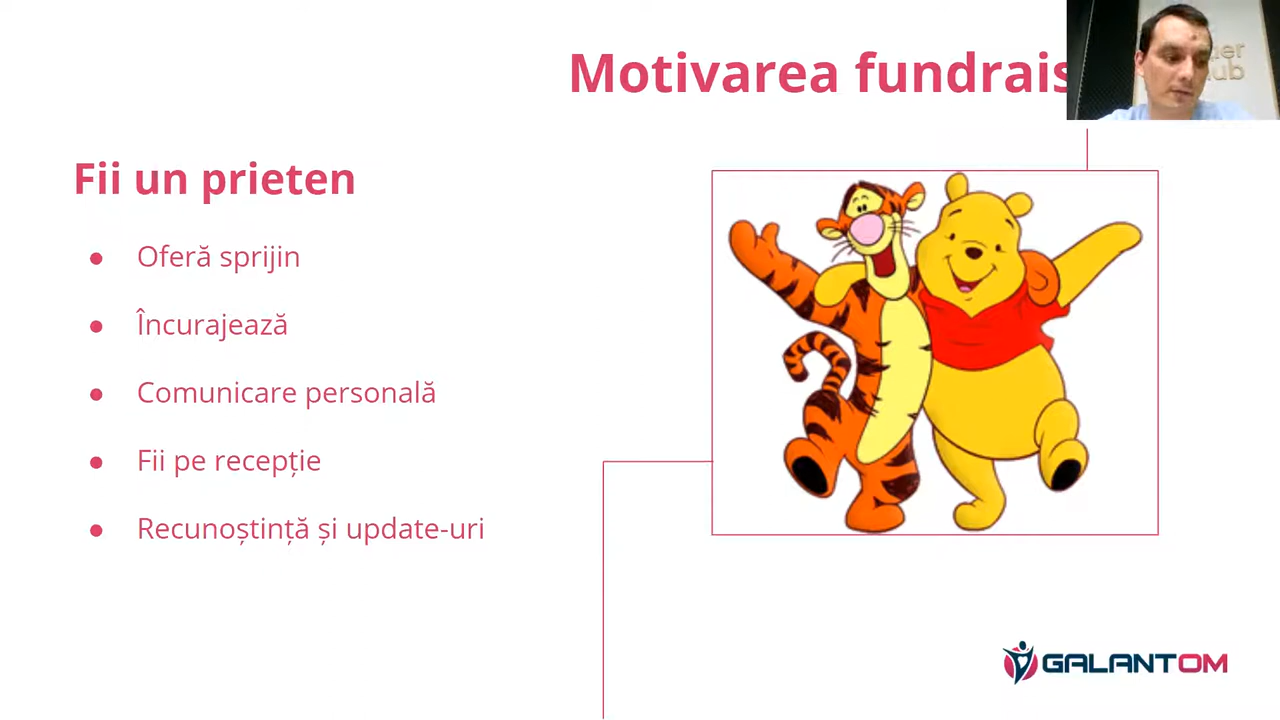 Motivarea fundrais
Fii un prieten
● Oferă sprijin
● Încurajează
● Comunicare personală
● Fii pe recepție
● Recunoștință și update-uri
GALANTOM